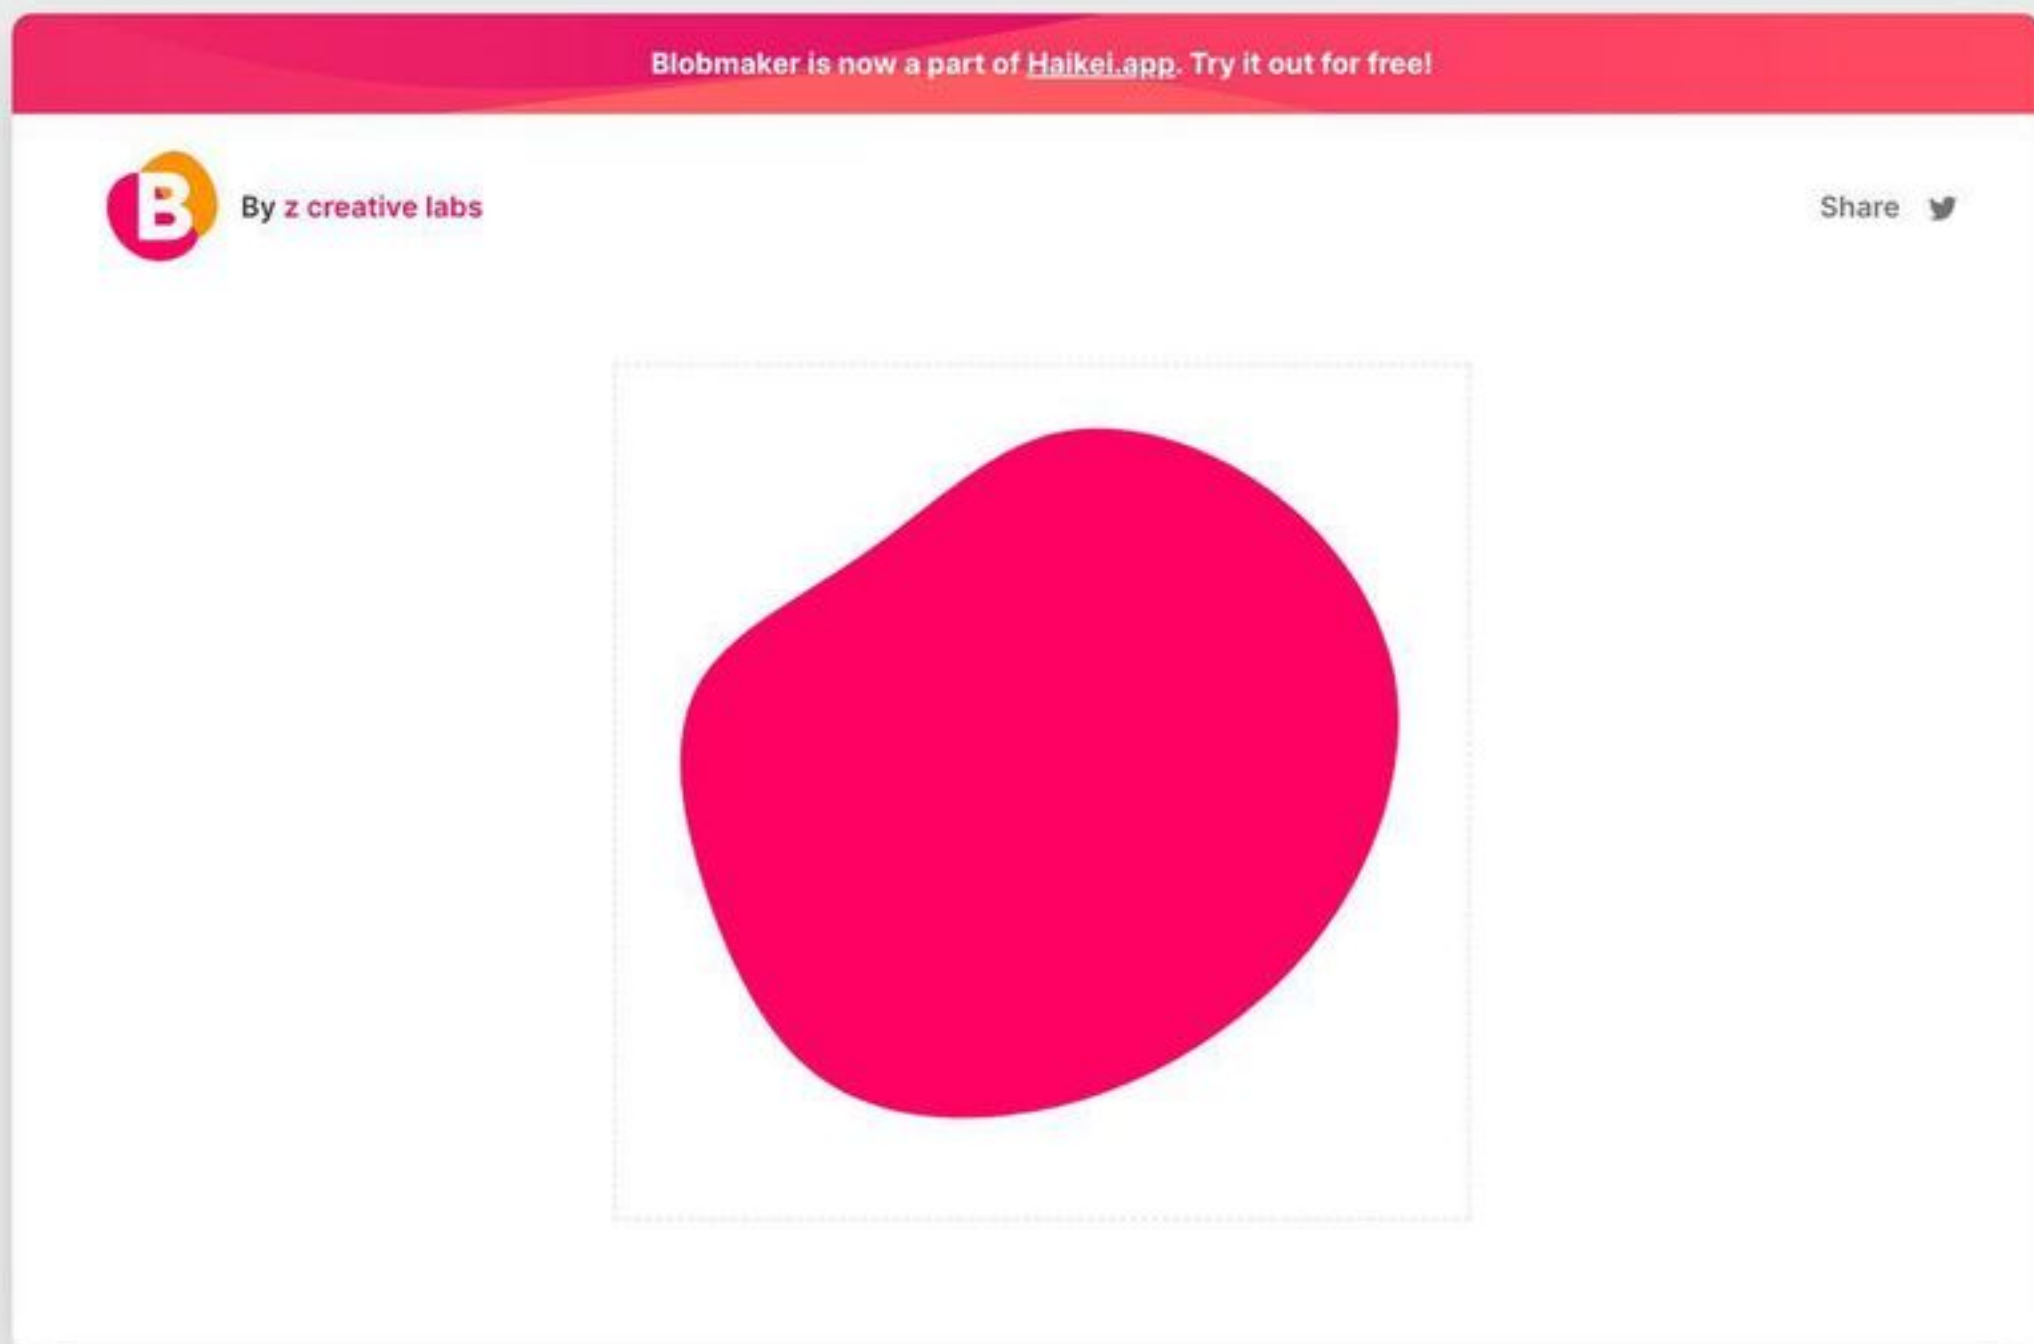 Blobmaker is now a part of Haikei.app. Try it out for free!
B
By z creative labs
Share